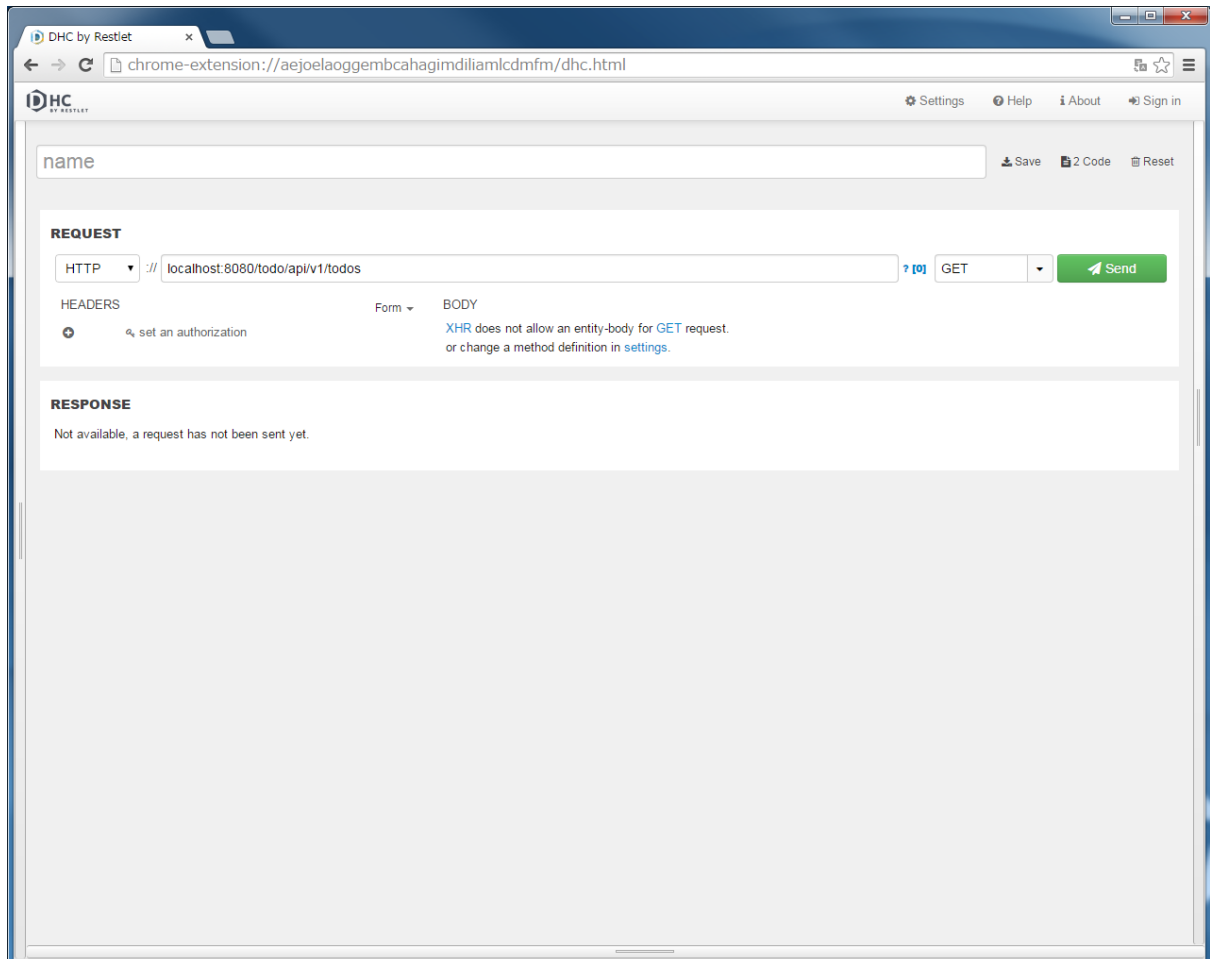 DHC by Restlet
chrome-extension://aejoelaoggembcahagimdiliamlcdmfm/dhc.html
DHC
BY RESTLET
Settings Help About Sign in
name Save 2 Code Reset
REQUEST
HTTP :// localhost:8080/todo/api/v1/todos ? [0] GET Send
HEADERS Form BODY
set an authorization XHR does not allow an entity-body for GET request.
or change a method definition in settings.
RESPONSE
Not available, a request has not been sent yet.